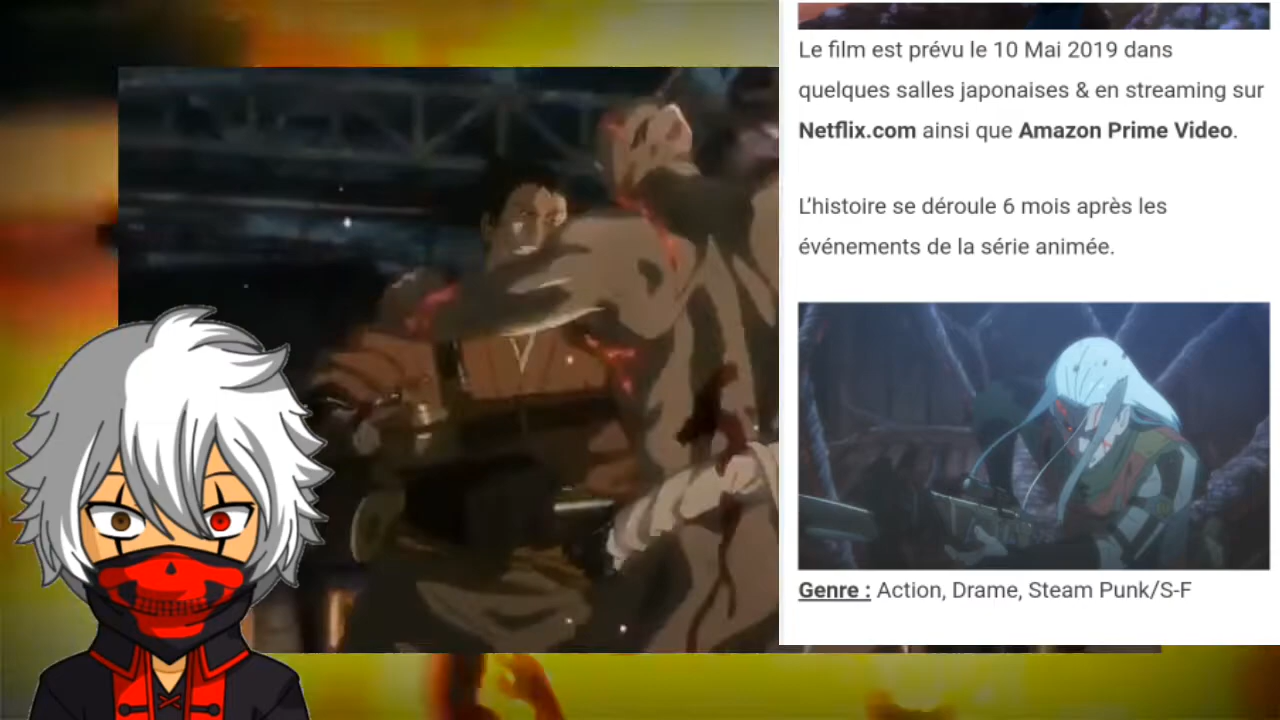 Le film est prévu le 10 Mai 2019 dans
quelques salles japonaises & en streaming sur
Netflix.com ainsi que Amazon Prime Video.
L'histoire se déroule 6 mois après les
événements de la série animée.
Genre : Action, Drame, Steam Punk/S-F